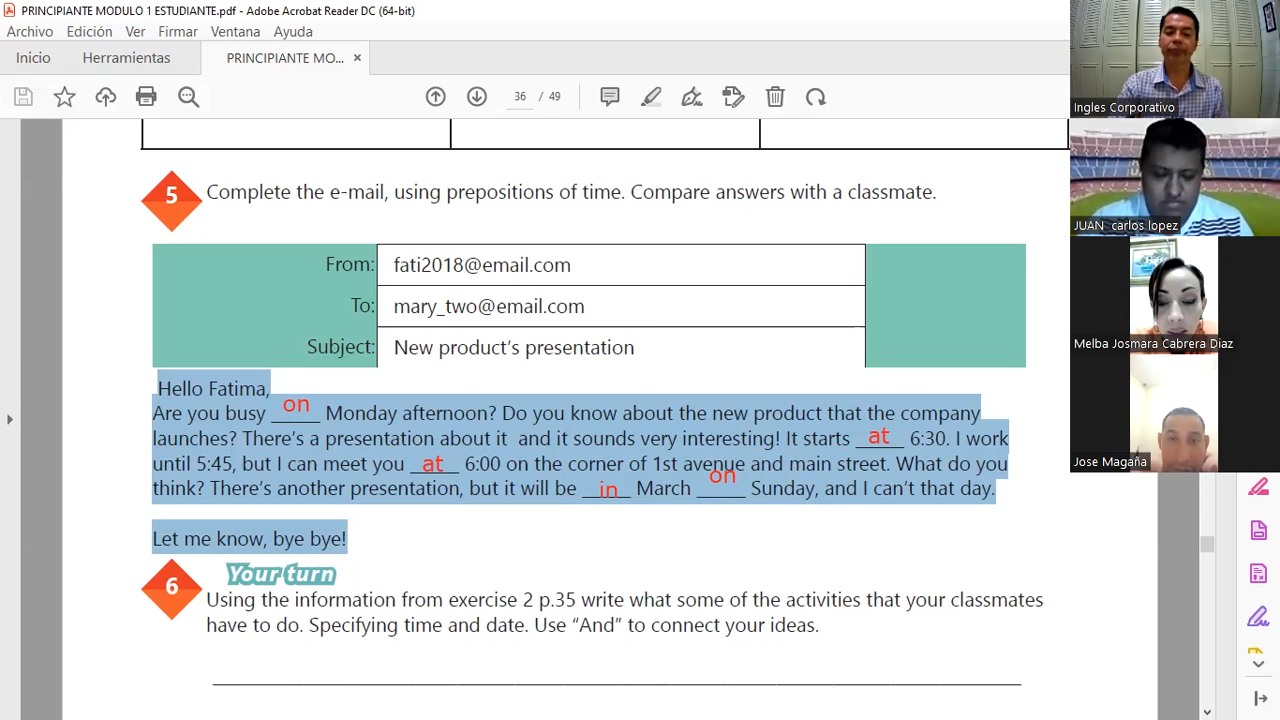 PRINCIPIANTE MODULO 1 ESTUDIANTE.pdf - Adobe Acrobat Reader DC (64-bit)
Archivo Edición Ver Firmar Ventana Ayuda
Inicio Herramientas PRINCIPIANTE MO... ×
36 / 49
5 Complete the e-mail, using prepositions of time. Compare answers with a classmate.
From: fati2018@email.com
To: mary_two@email.com
Subject: New product's presentation
Hello Fatima,
Are you busy on Monday afternoon? Do you know about the new product that the company
launches? There's a presentation about it and it sounds very interesting! It starts at 6:30. I work
until 5:45, but I can meet you at 6:00 on the corner of 1st avenue and main street. What do you
think? There's another presentation, but it will be in March on Sunday, and I can't that day.
Let me know, bye bye!
6 Your turn
Using the information from exercise 2 p.35 write what some of the activities that your classmates
have to do. Specifying time and date. Use "And" to connect your ideas.
Ingles Corporativo
JUAN carlos lopez
Melba Josmara Cabrera Diaz
Jose Magaña